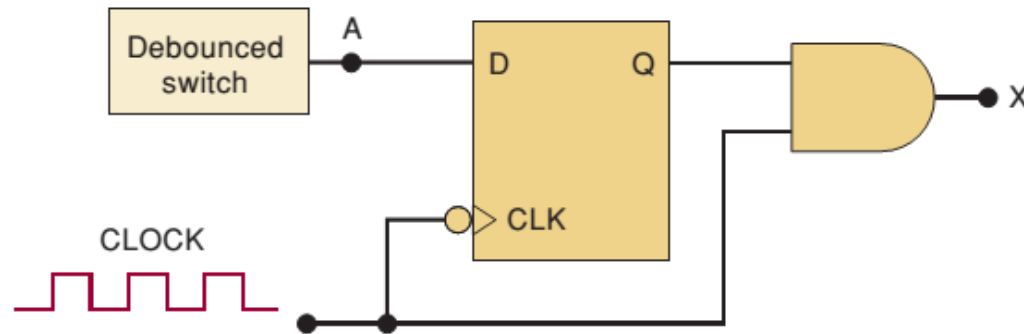 A
Debounced
switch
D
Q
X
CLK
CLOCK